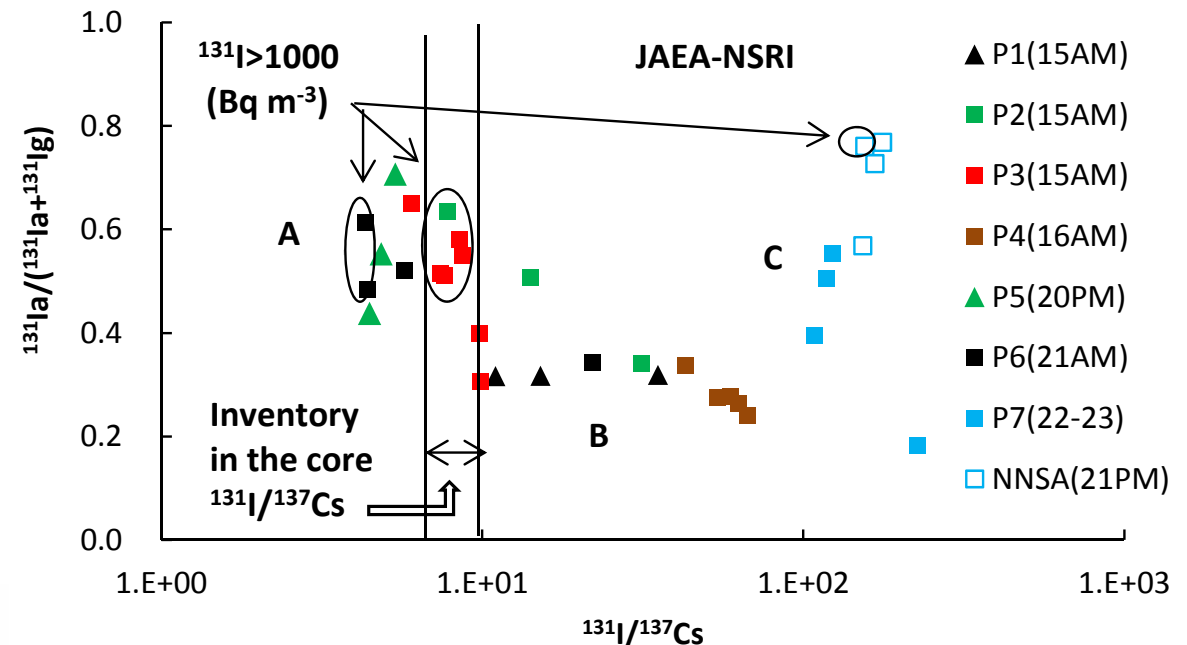 1.0
0.8
0.6
0.4
0.2
0.0
¹³¹Ia/(¹³¹Ia+¹³¹Ig)
¹³¹I>1000
(Bq m⁻³)
JAEA-NSRI
A
B
C
Inventory
in the core
¹³¹I/¹³⁷Cs
P1(15AM)
P2(15AM)
P3(15AM)
P4(16AM)
P5(20PM)
P6(21AM)
P7(22-23)
NNSA(21PM)
1.E+00 1.E+01 1.E+02 1.E+03
¹³¹I/¹³⁷Cs